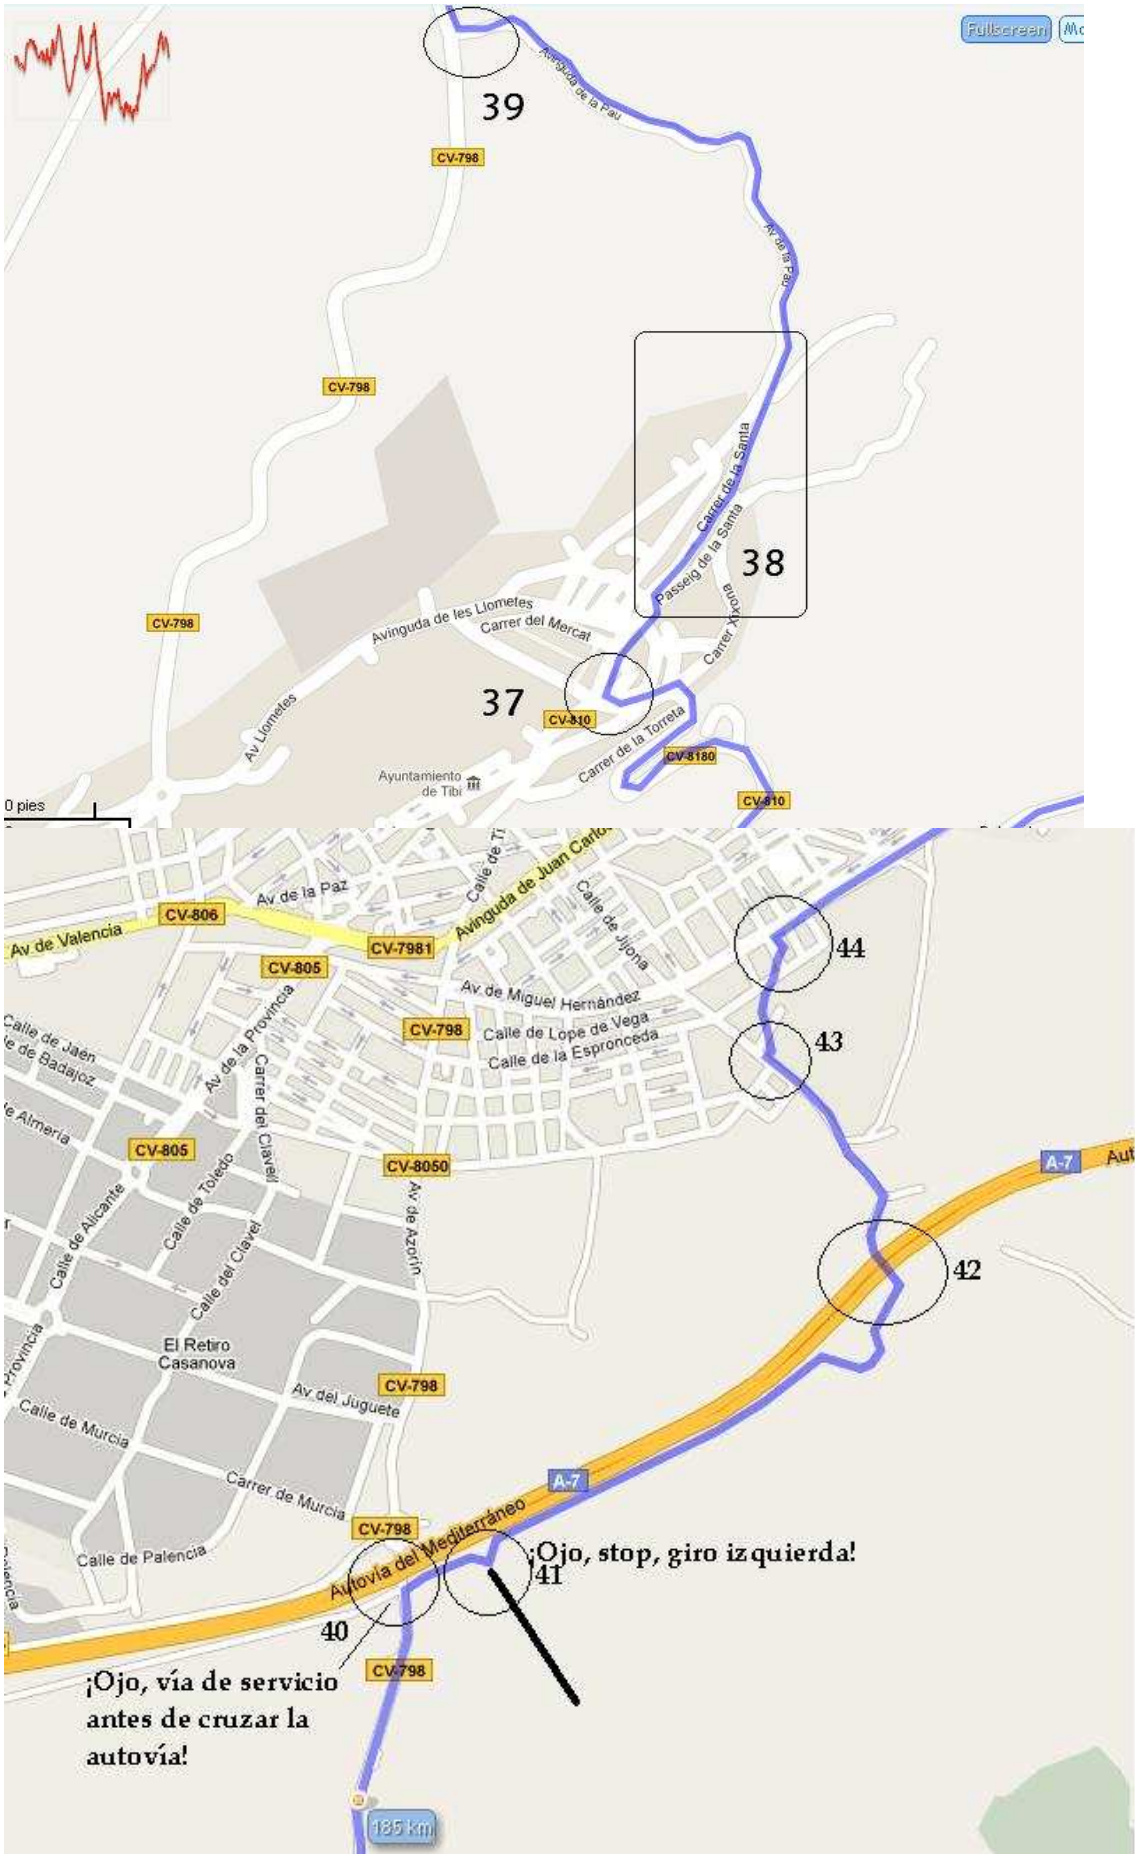 Fullscreen
39
Avinguda de la Pau
CV-798
Av de la Pau
CV-798
Carrer de la Santa
Passeig de la Santa
38
Carrer Xixona
CV-798
Avinguda de les Llometes
Carrer del Mercat
37
CV-810
Av Llometes
Carrer de la Torreta
CV-8180
Ayuntamiento
de Tibi
CV-810
0 pies
Av de la Paz
Calle de Ti
Avinguda de Juan Carlo
CV-806
Av de Valencia
CV-7981
Calle de Jijona
44
CV-805
Av de Miguel Hernández
Av de la Provincia
CV-798
Calle de Lope de Vega
Calle de la Espronceda
43
Calle de Jaén
e de Badajoz
Carrer del Clavell
e Almería
CV-805
CV-8050
A-7
Aut
Calle de Toledo
Calle de Alicante
Av de Azorín
Calle del Clavel
42
Provincia
El Retiro
Casanova
CV-798
Av del Juguete
Calle de Murcia
A-7
Carrer de Murcia
CV-798
Autovía del Mediterráneo
Calle de Palencia
¡Ojo, stop, giro izquierda!
41
40
CV-798
¡Ojo, vía de servicio
antes de cruzar la
autovía!
185 km